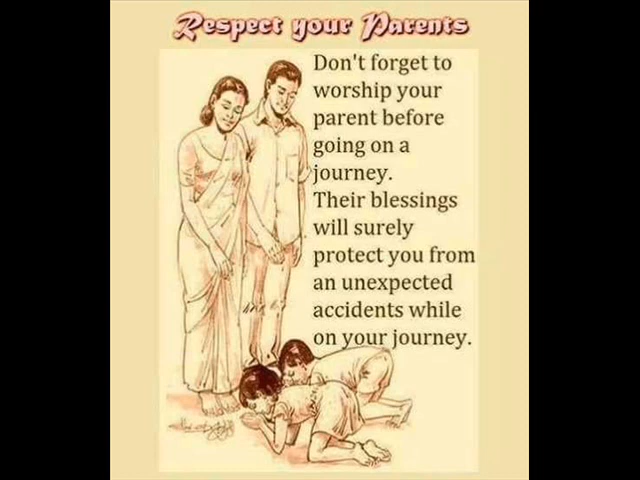 Respect your Parents
Don't forget to
worship your
parent before
going on a
journey.
Their blessings
will surely
protect you from
an unexpected
accidents while
on your journey.